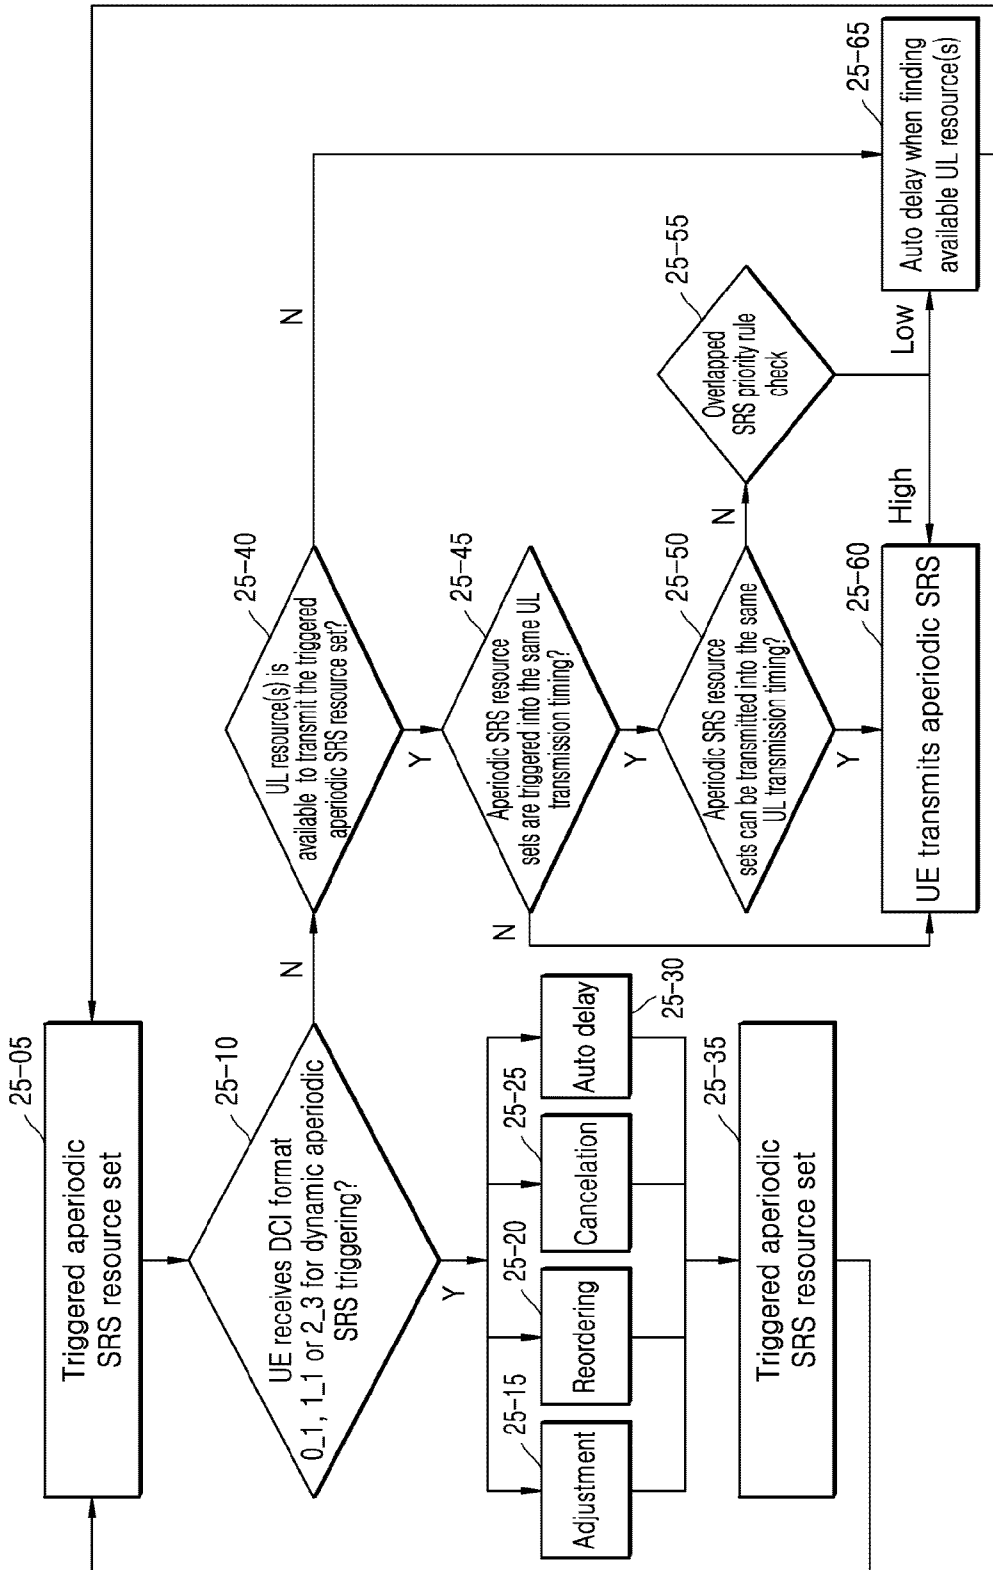 25-05
Triggered aperiodic
SRS resource set
25-10
UE receives DCI format
0_1, 1_1 or 2_3 for dynamic aperiodic
SRS triggering?
N
Y
25-15
Adjustment
25-20
Reordering
25-25
Cancelation
25-30
Auto delay
25-35
Triggered aperiodic
SRS resource set
25-40
UL resource(s) is
available to transmit the triggered
aperiodic SRS resource set?
N
Y
25-45
Aperiodic SRS resource
sets are triggered into the same UL
transmission timing?
N
Y
25-50
Aperiodic SRS resource
sets can be transmitted into the same
UL transmission timing?
N
Y
25-55
Overlapped
SRS priority rule
check
High
Low
25-60
UE transmits aperiodic SRS
25-65
Auto delay when finding
available UL resource(s)